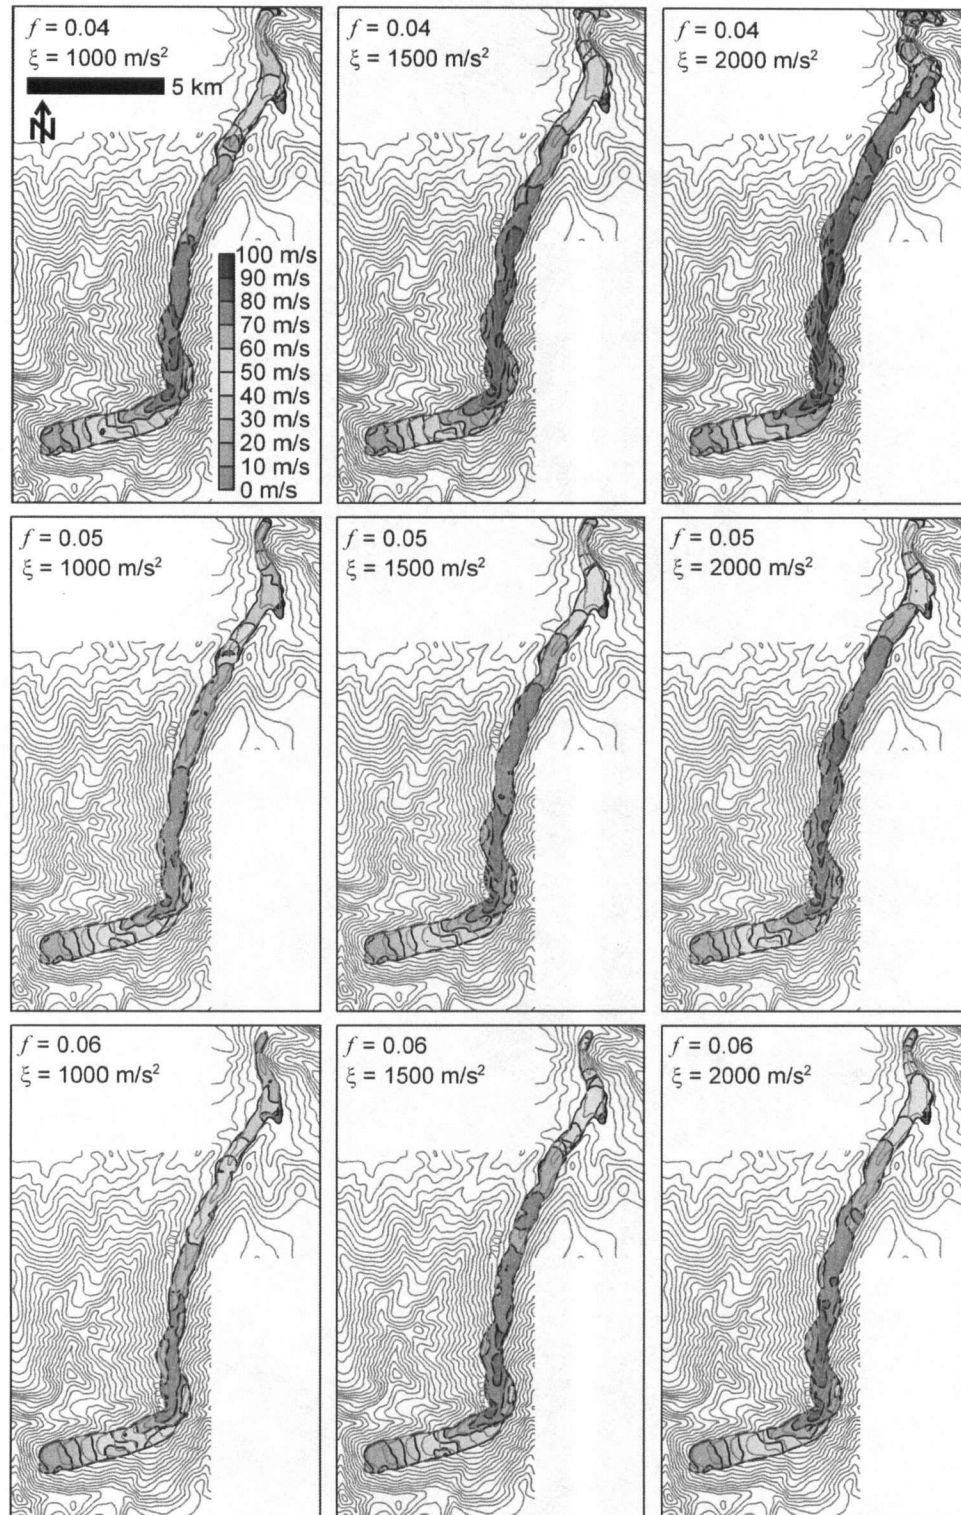 f = 0.04
ξ = 1000 m/s²
5 km
N
100 m/s
90 m/s
80 m/s
70 m/s
60 m/s
50 m/s
40 m/s
30 m/s
20 m/s
10 m/s
0 m/s
f = 0.04
ξ = 1500 m/s²
f = 0.04
ξ = 2000 m/s²
f = 0.05
ξ = 1000 m/s²
f = 0.05
ξ = 1500 m/s²
f = 0.05
ξ = 2000 m/s²
f = 0.06
ξ = 1000 m/s²
f = 0.06
ξ = 1500 m/s²
f = 0.06
ξ = 2000 m/s²